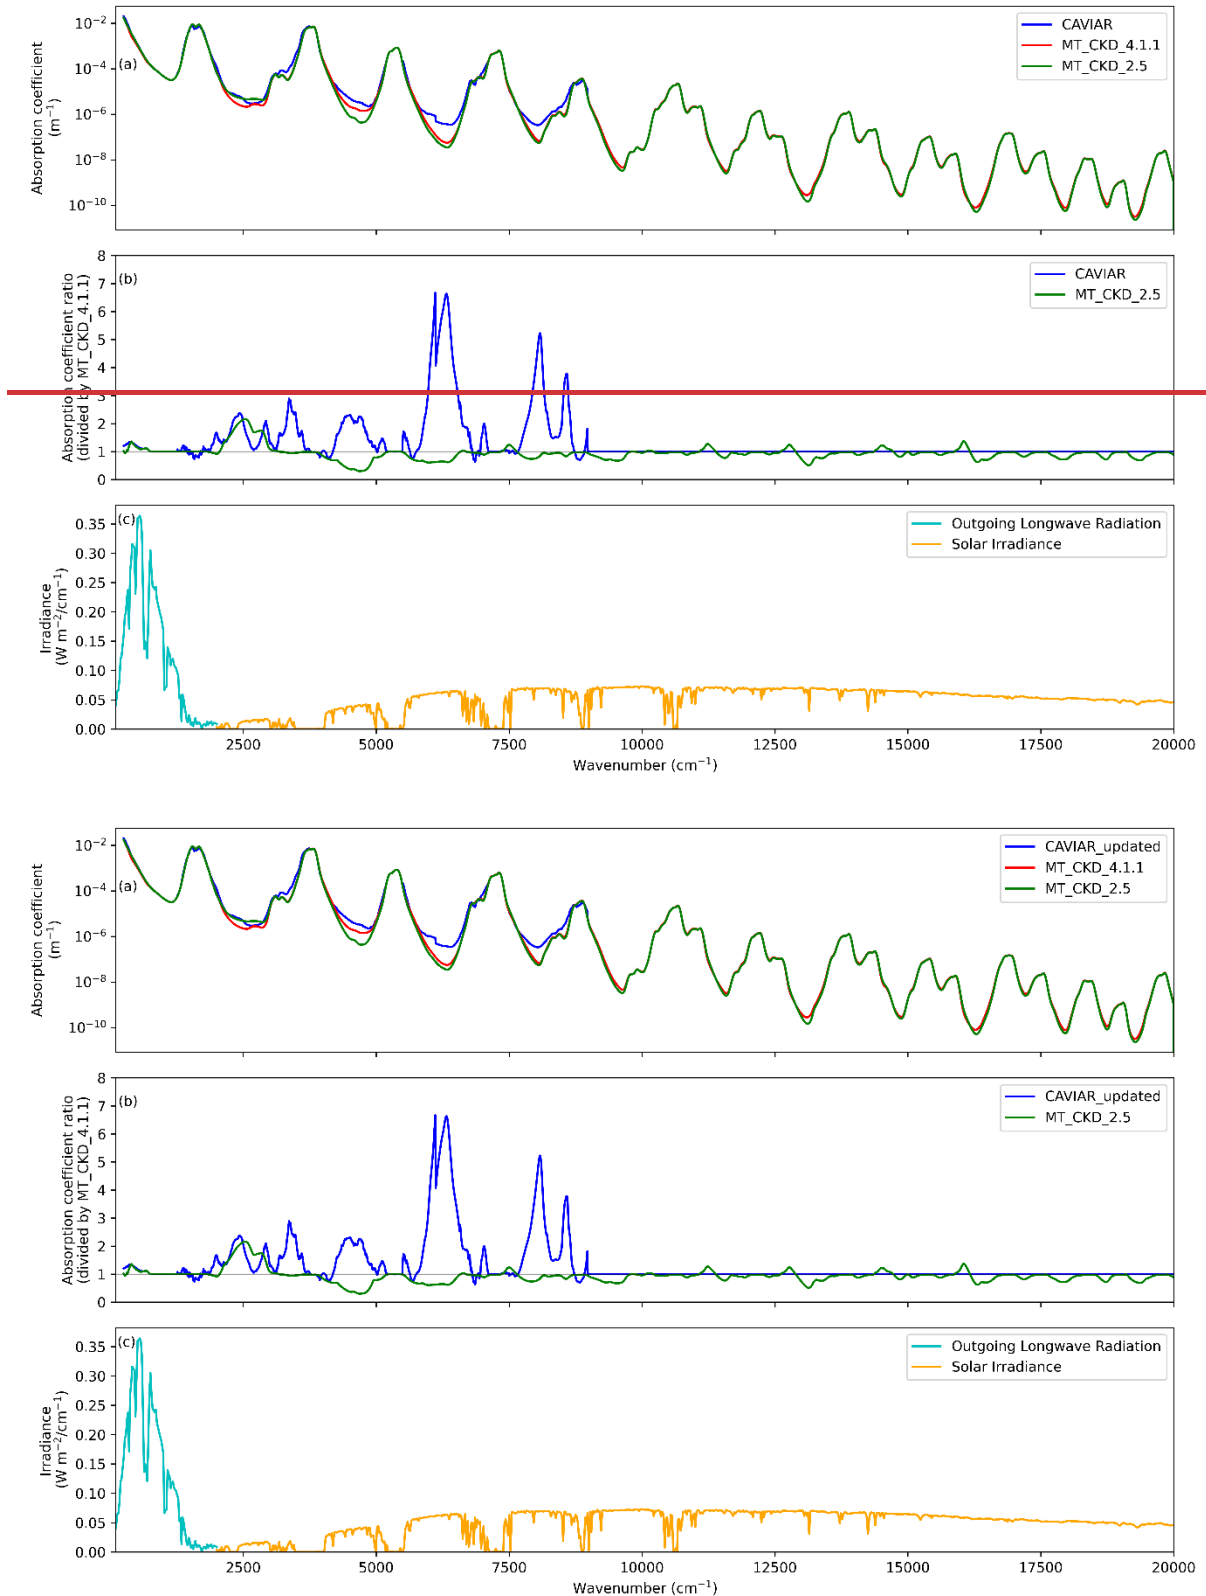 10⁻²
10⁻⁴
10⁻⁶
10⁻⁸
10⁻¹⁰
Absorption coefficient
(m⁻¹)
(a)
CAVIAR
MT_CKD_4.1.1
MT_CKD_2.5
8
7
6
5
4
3
2
1
0
Absorption coefficient ratio
(divided by MT_CKD_4.1.1)
(b)
CAVIAR
MT_CKD_2.5
0.35
0.30
0.25
0.20
0.15
0.10
0.05
0.00
Irradiance
(W m⁻²/cm⁻¹)
(c)
Outgoing Longwave Radiation
Solar Irradiance
2500 5000 7500 10000 12500 15000 17500 20000
Wavenumber (cm⁻¹)
10⁻²
10⁻⁴
10⁻⁶
10⁻⁸
10⁻¹⁰
Absorption coefficient
(m⁻¹)
(a)
CAVIAR_updated
MT_CKD_4.1.1
MT_CKD_2.5
8
7
6
5
4
3
2
1
0
Absorption coefficient ratio
(divided by MT_CKD_4.1.1)
(b)
CAVIAR_updated
MT_CKD_2.5
0.35
0.30
0.25
0.20
0.15
0.10
0.05
0.00
Irradiance
(W m⁻²/cm⁻¹)
(c)
Outgoing Longwave Radiation
Solar Irradiance
2500 5000 7500 10000 12500 15000 17500 20000
Wavenumber (cm⁻¹)